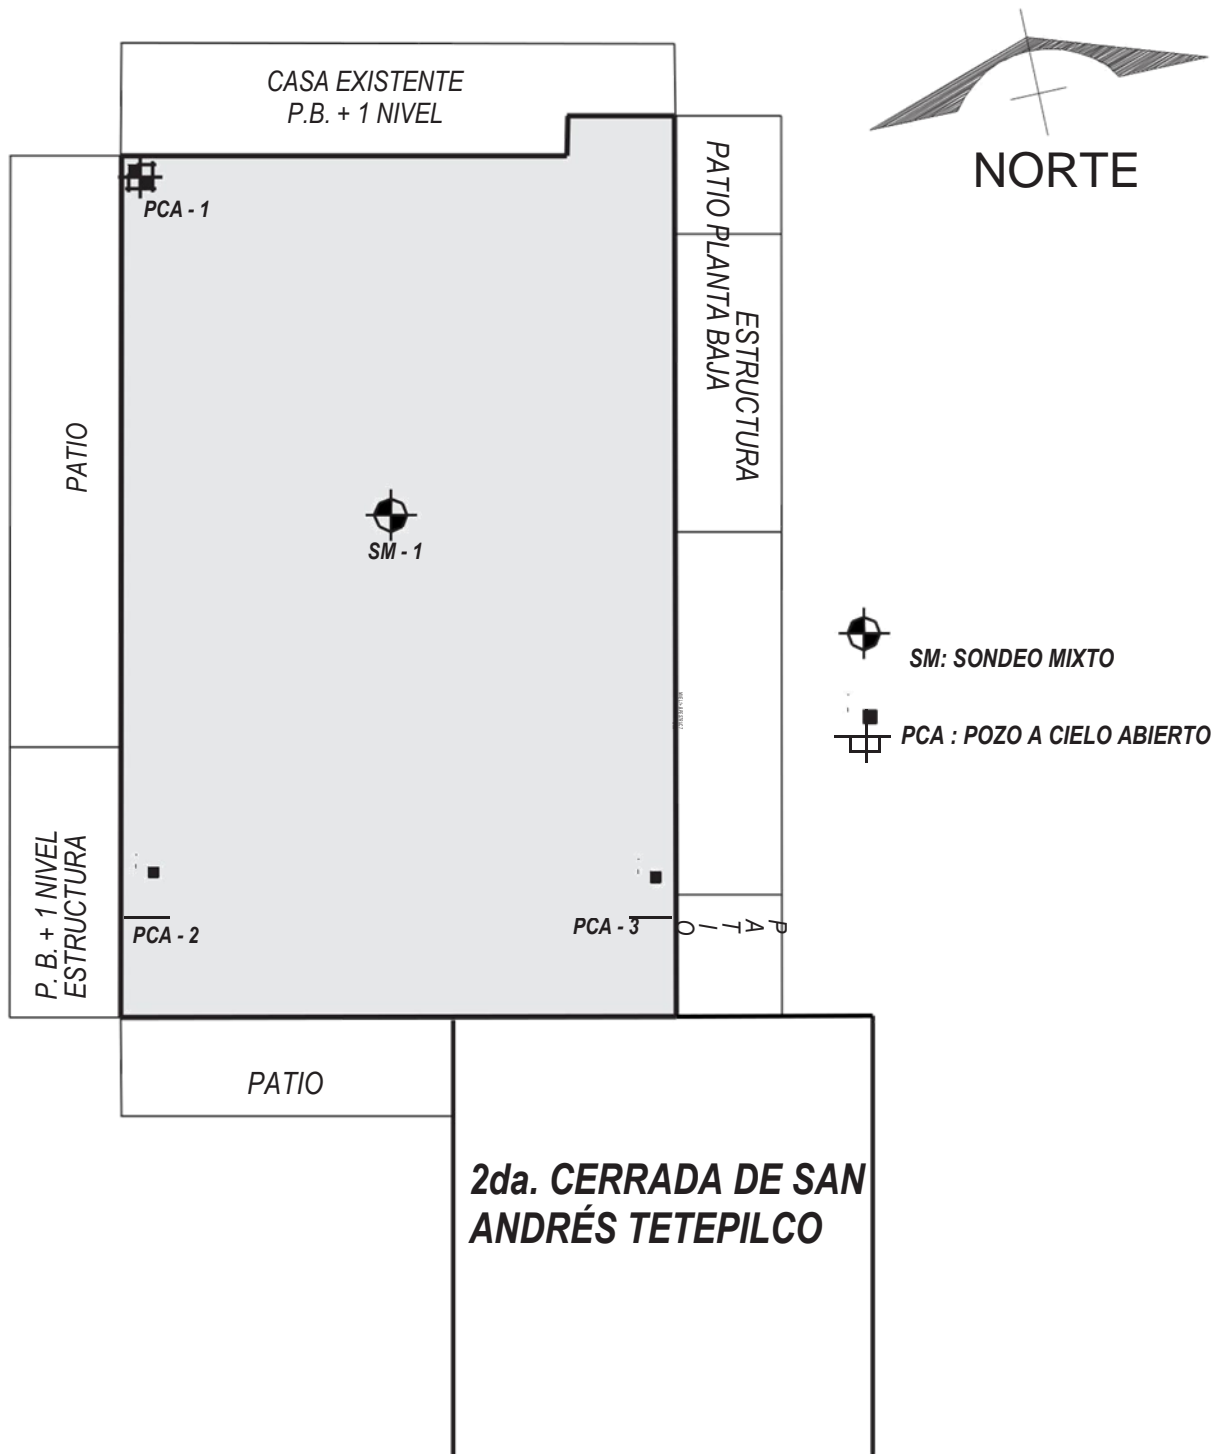 CASA EXISTENTE
P.B. + 1 NIVEL
NORTE
PCA - 1
PATIO PLANTA BAJA
ESTRUCTURA
PATIO
SM - 1
SM: SONDEO MIXTO
PCA : POZO A CIELO ABIERTO
P. B. + 1 NIVEL
ESTRUCTURA
PCA - 2
PCA - 3
PATIO
PATIO
2da. CERRADA DE SAN
ANDRÉS TETEPILCO